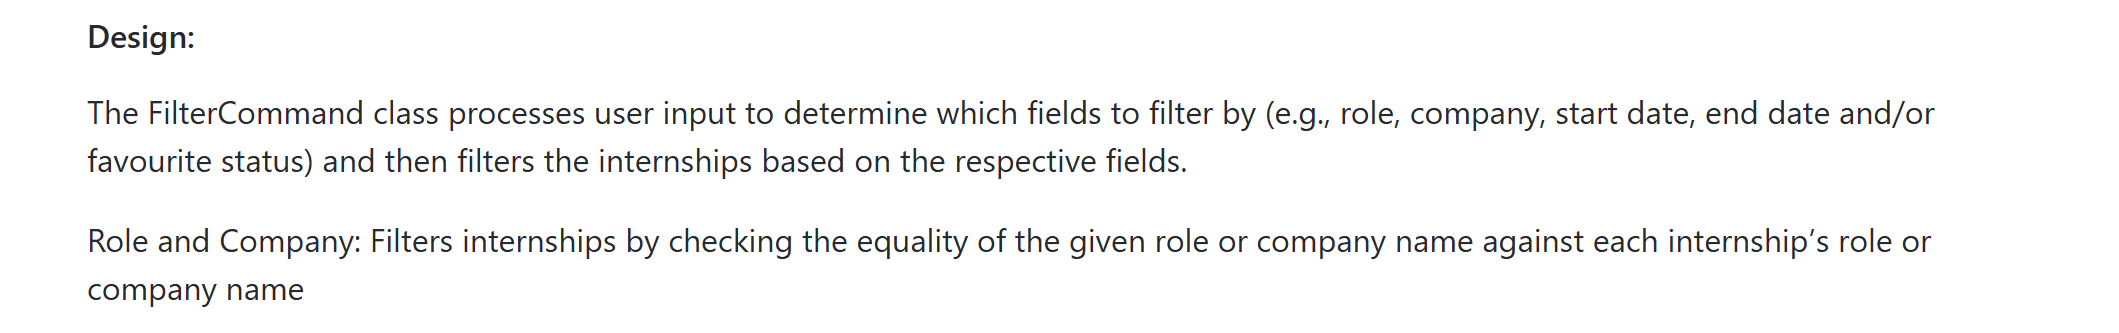 Design:
The FilterCommand class processes user input to determine which fields to filter by (e.g., role, company, start date, end date and/or
favourite status) and then filters the internships based on the respective fields.
Role and Company: Filters internships by checking the equality of the given role or company name against each internship’s role or
company name